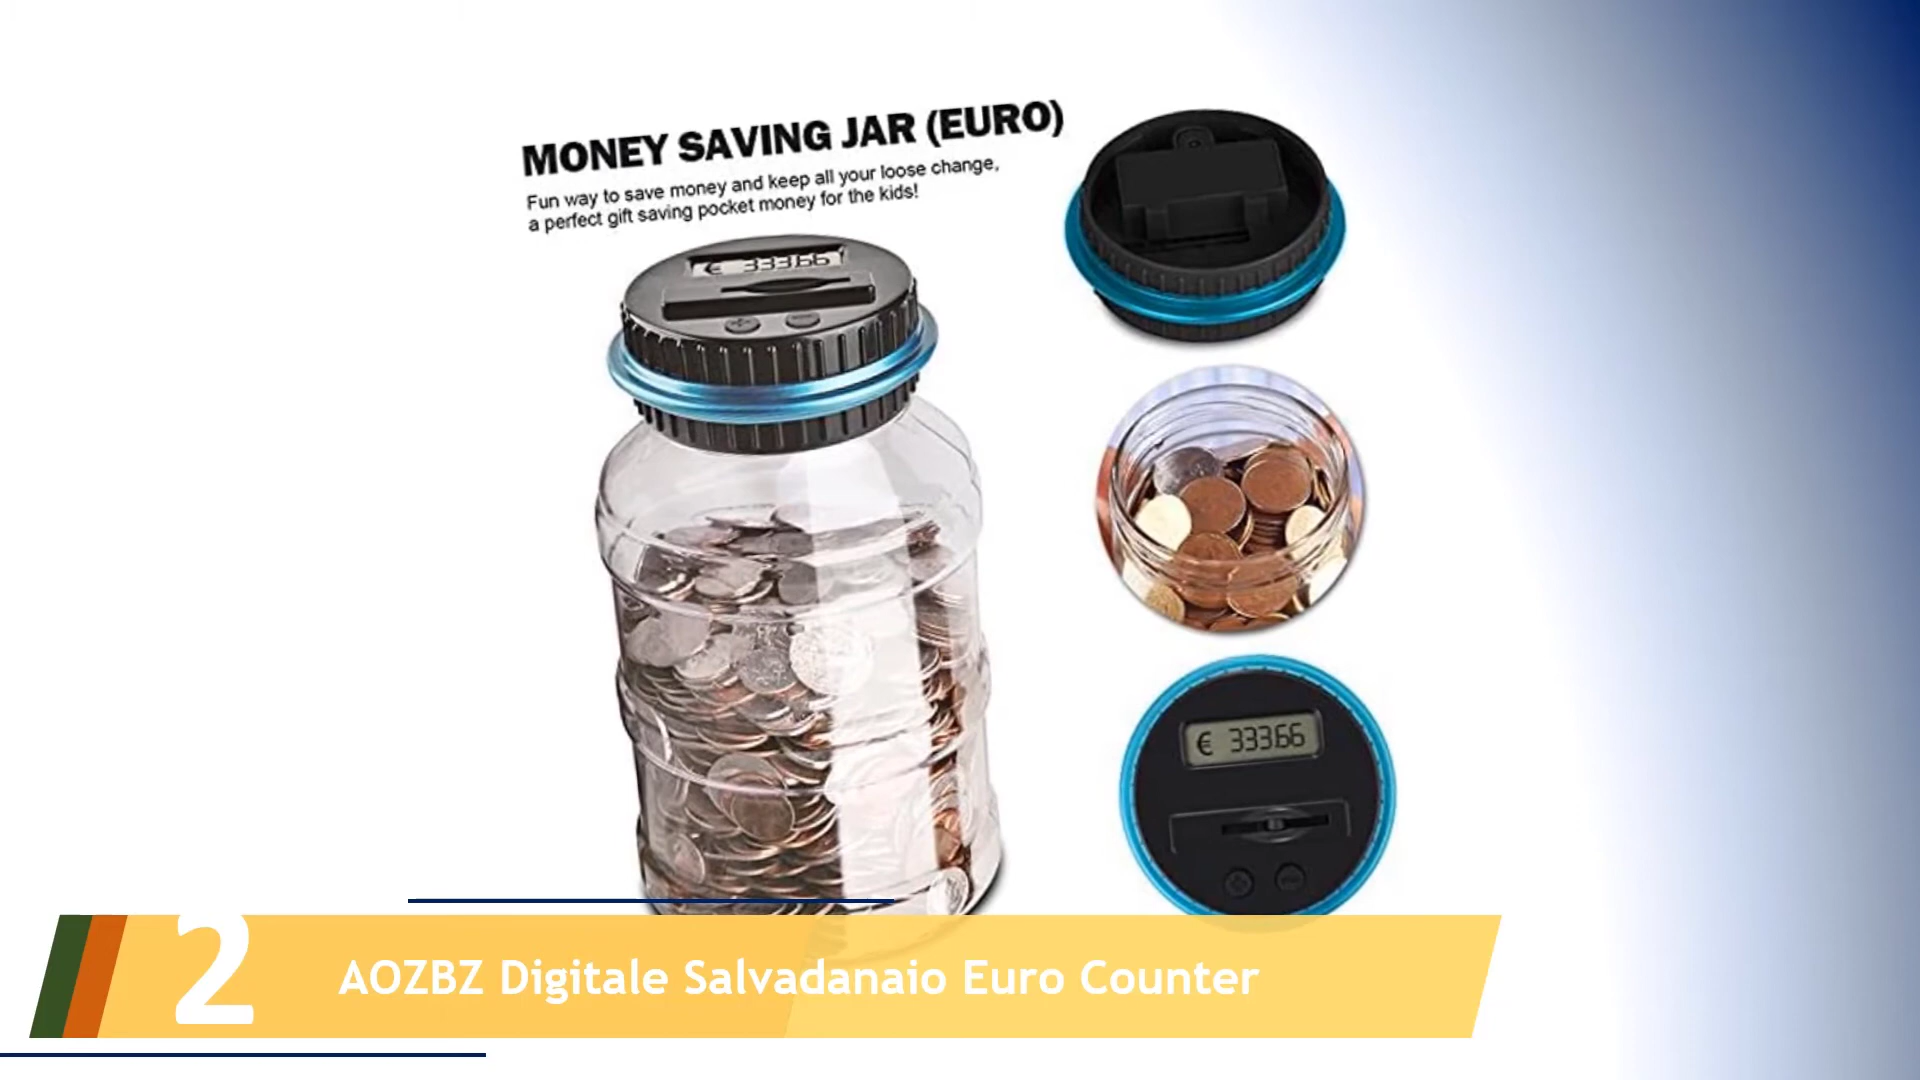 MONEY SAVING JAR (EURO)
Fun way to save money and keep all your loose change,
a perfect gift saving pocket money for the kids!
€ 333.66
€ 333.66
2
AOZBZ Digitale Salvadanaio Euro Counter